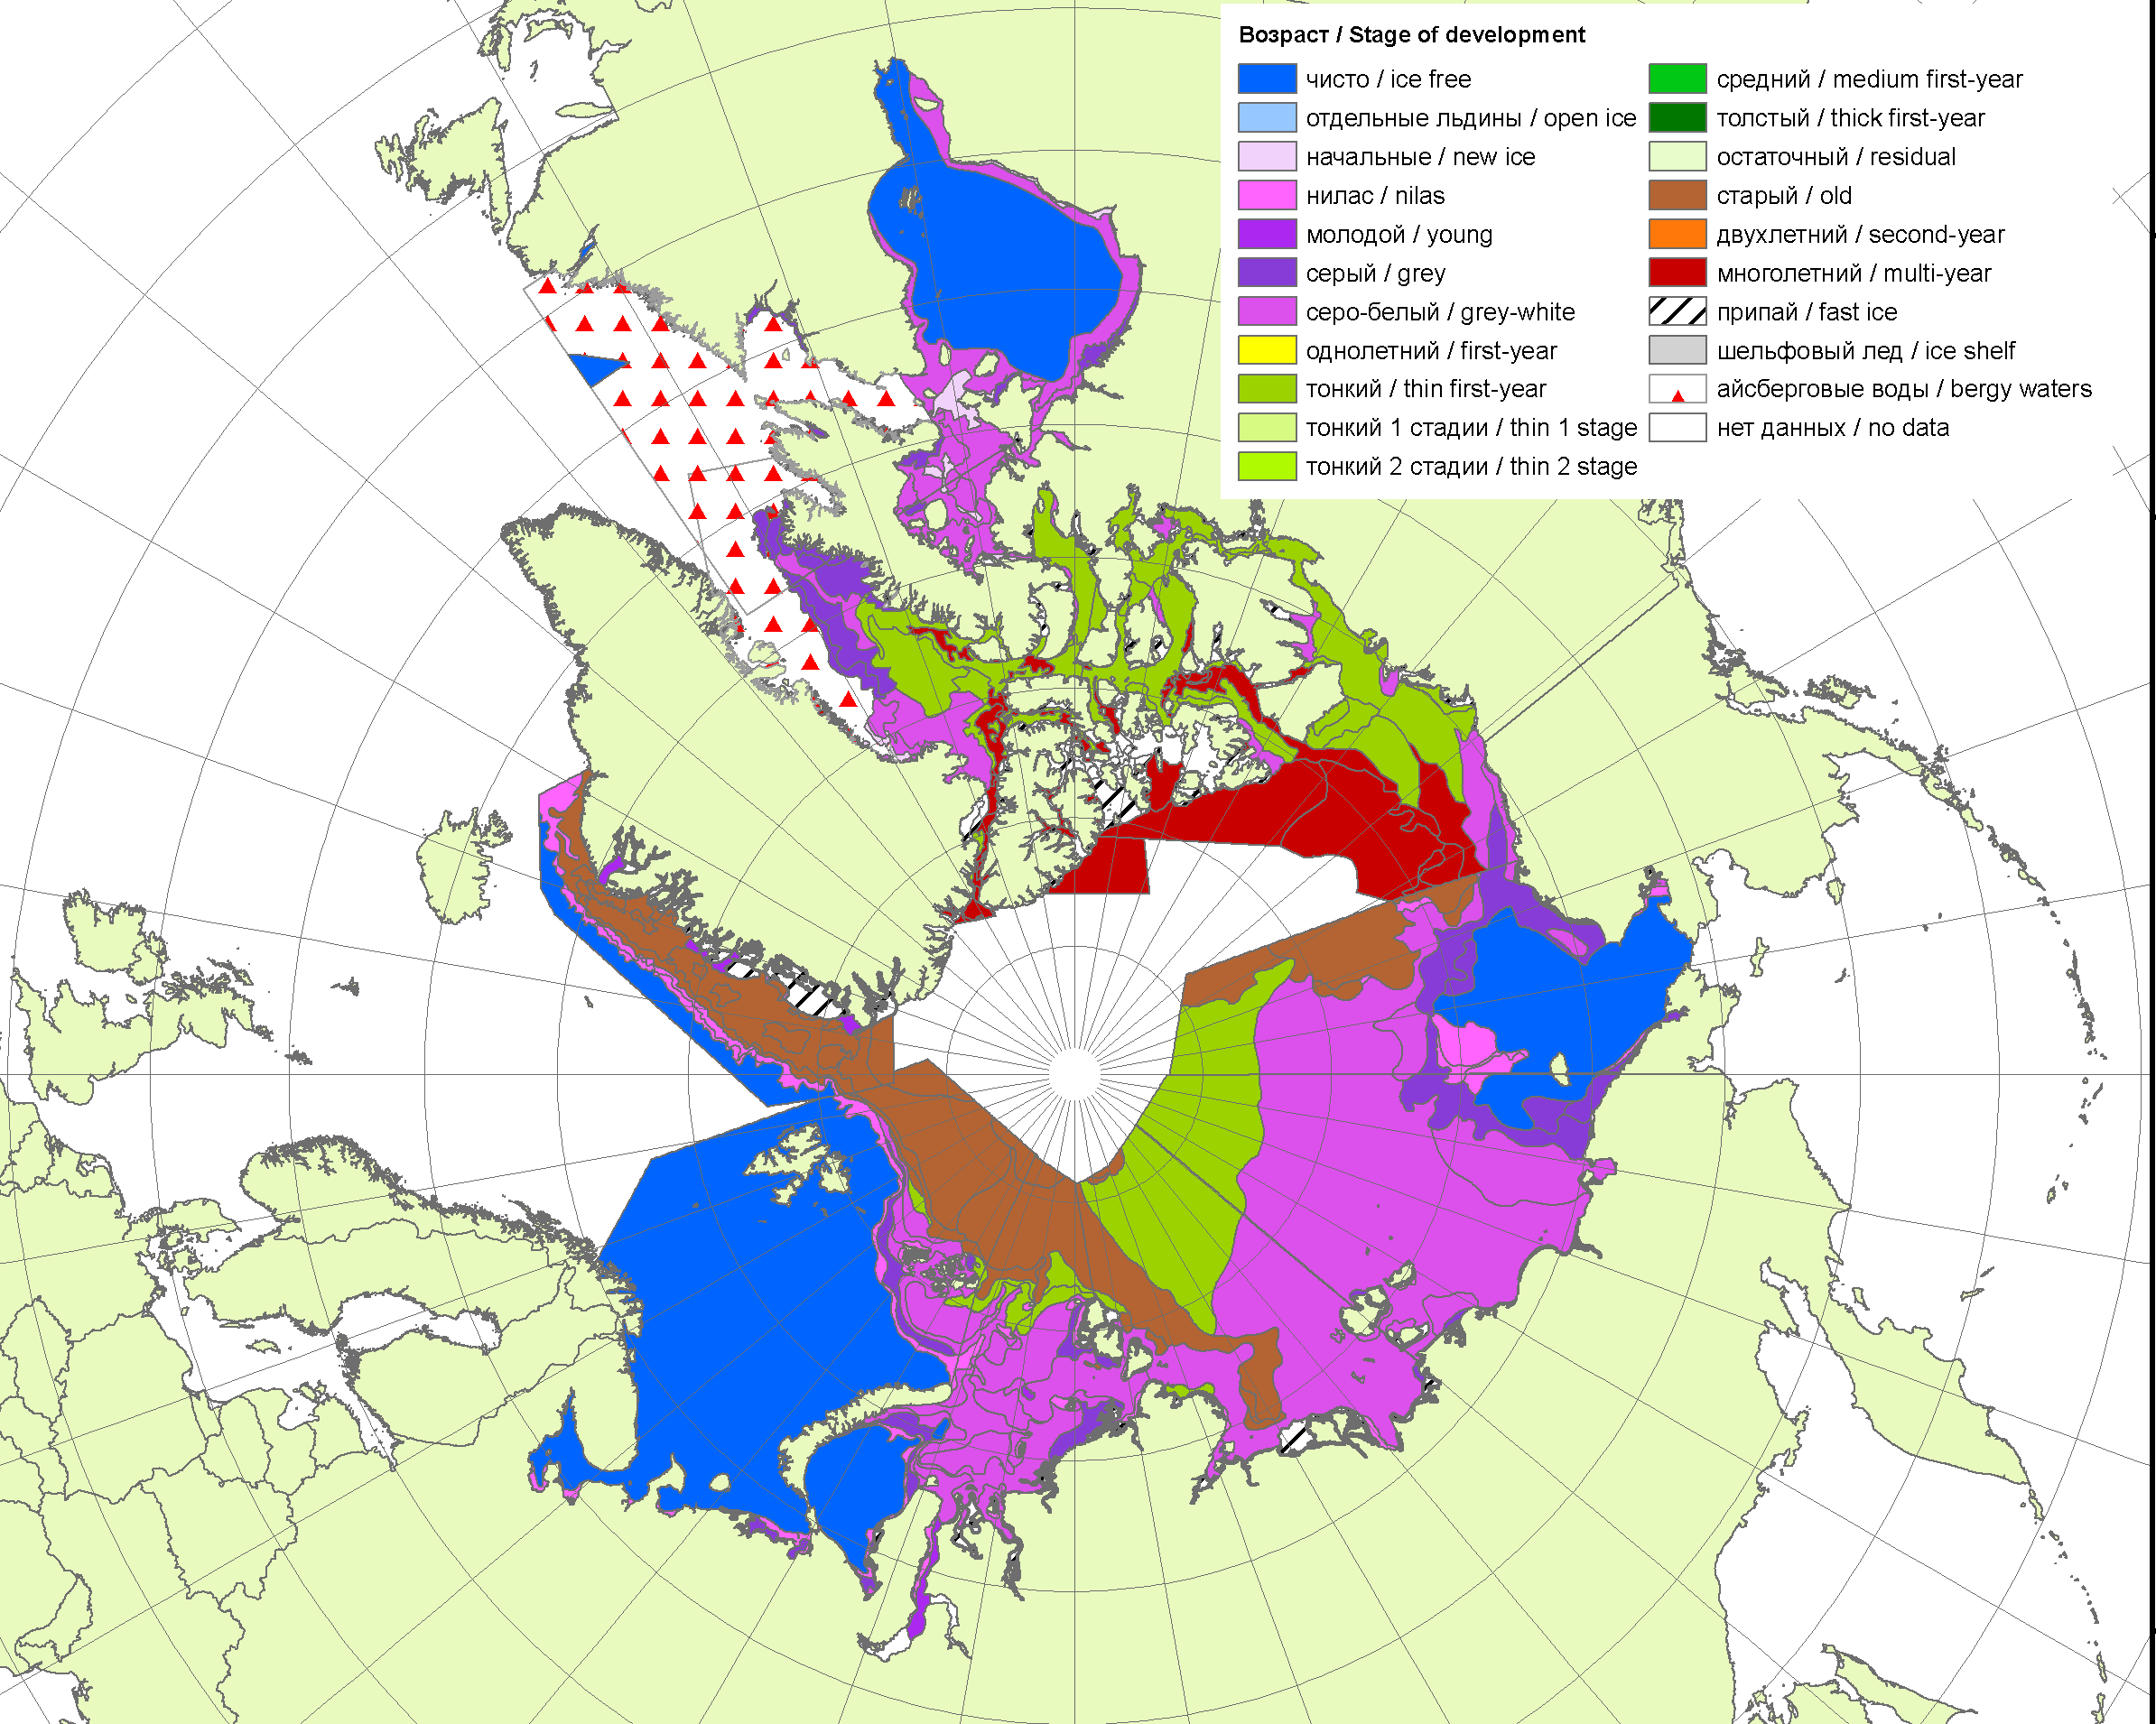 Возраст / Stage of development
чисто / ice free
отдельные льдины / open ice
начальные / new ice
нилас / nilas
молодой / young
серый / grey
серо-белый / grey-white
однолетний / first-year
тонкий / thin first-year
тонкий 1 стадии / thin 1 stage
тонкий 2 стадии / thin 2 stage
средний / medium first-year
толстый / thick first-year
остаточный / residual
старый / old
двухлетний / second-year
многолетний / multi-year
припай / fast ice
шельфовый лед / ice shelf
айсберговые воды / bergy waters
нет данных / no data